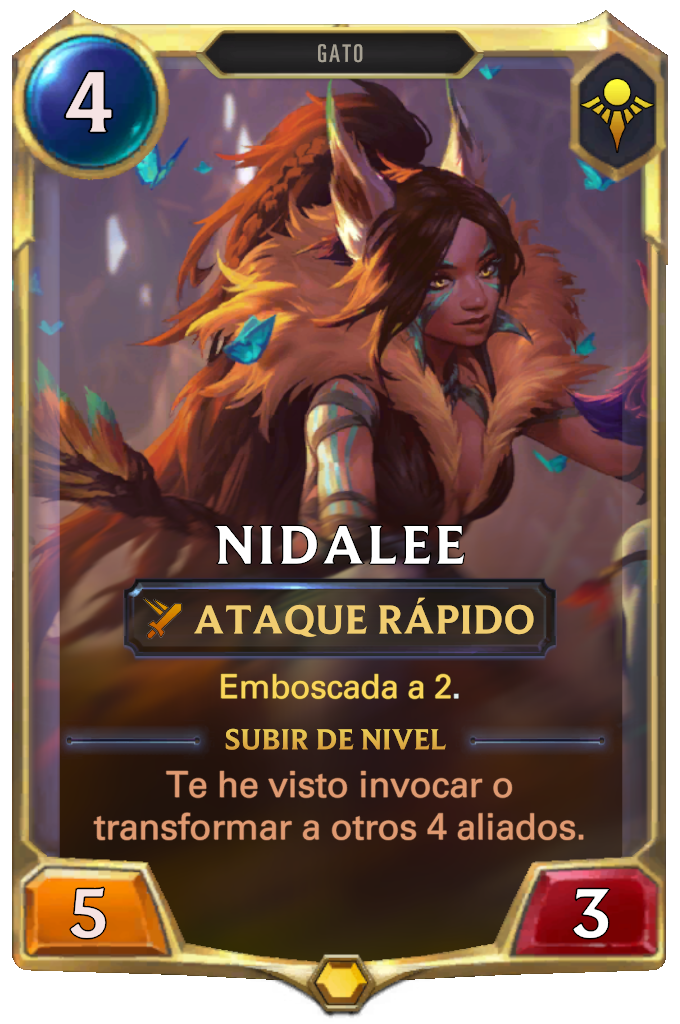 GATO
4
NIDALEE
ATAQUE RÁPIDO
Emboscada a 2.
SUBIR DE NIVEL
Te he visto invocar o
transformar a otros 4 aliados.
5
3